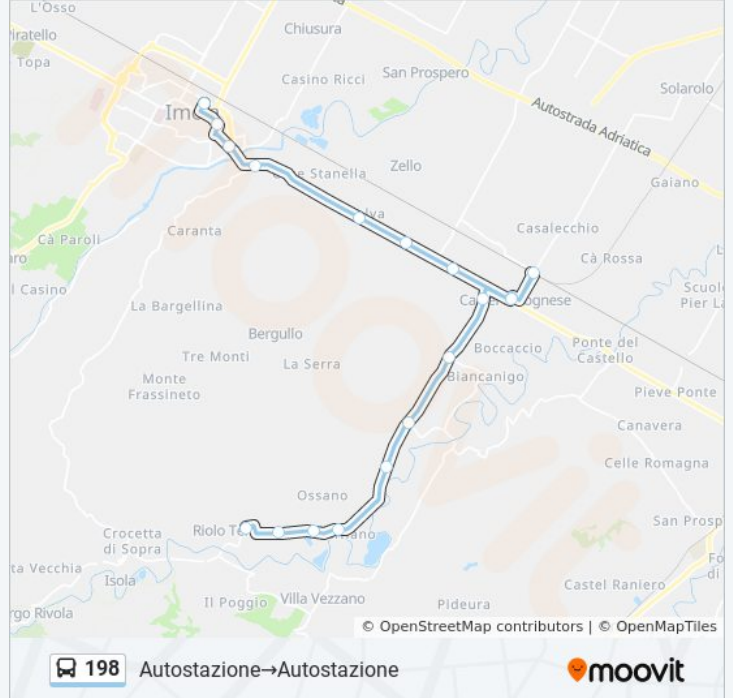 L'Osso
Chiusura
Piratello
Topa
Casino Ricci
San Prospero
Solarolo
Autostrada Adriatica
Zello
Gaiano
Cà Paroli
Caranta
Casalecchio
Cà Rossa
Casino
La Bargellina
Bergullo
Boccaccio
Ponte del
Castello
Tre Monti
La Serra
Biancanigo
Monte
Frassineto
Pieve Ponte
Canavera
Celle Romagna
Ossano
Crocetta
di Sopra
Isola
Il Poggio
Villa Vezzano
Pideura
Castel Raniero
© OpenStreetMap contributors | © OpenMapTiles
198
Autostazione→Autostazione
moovit